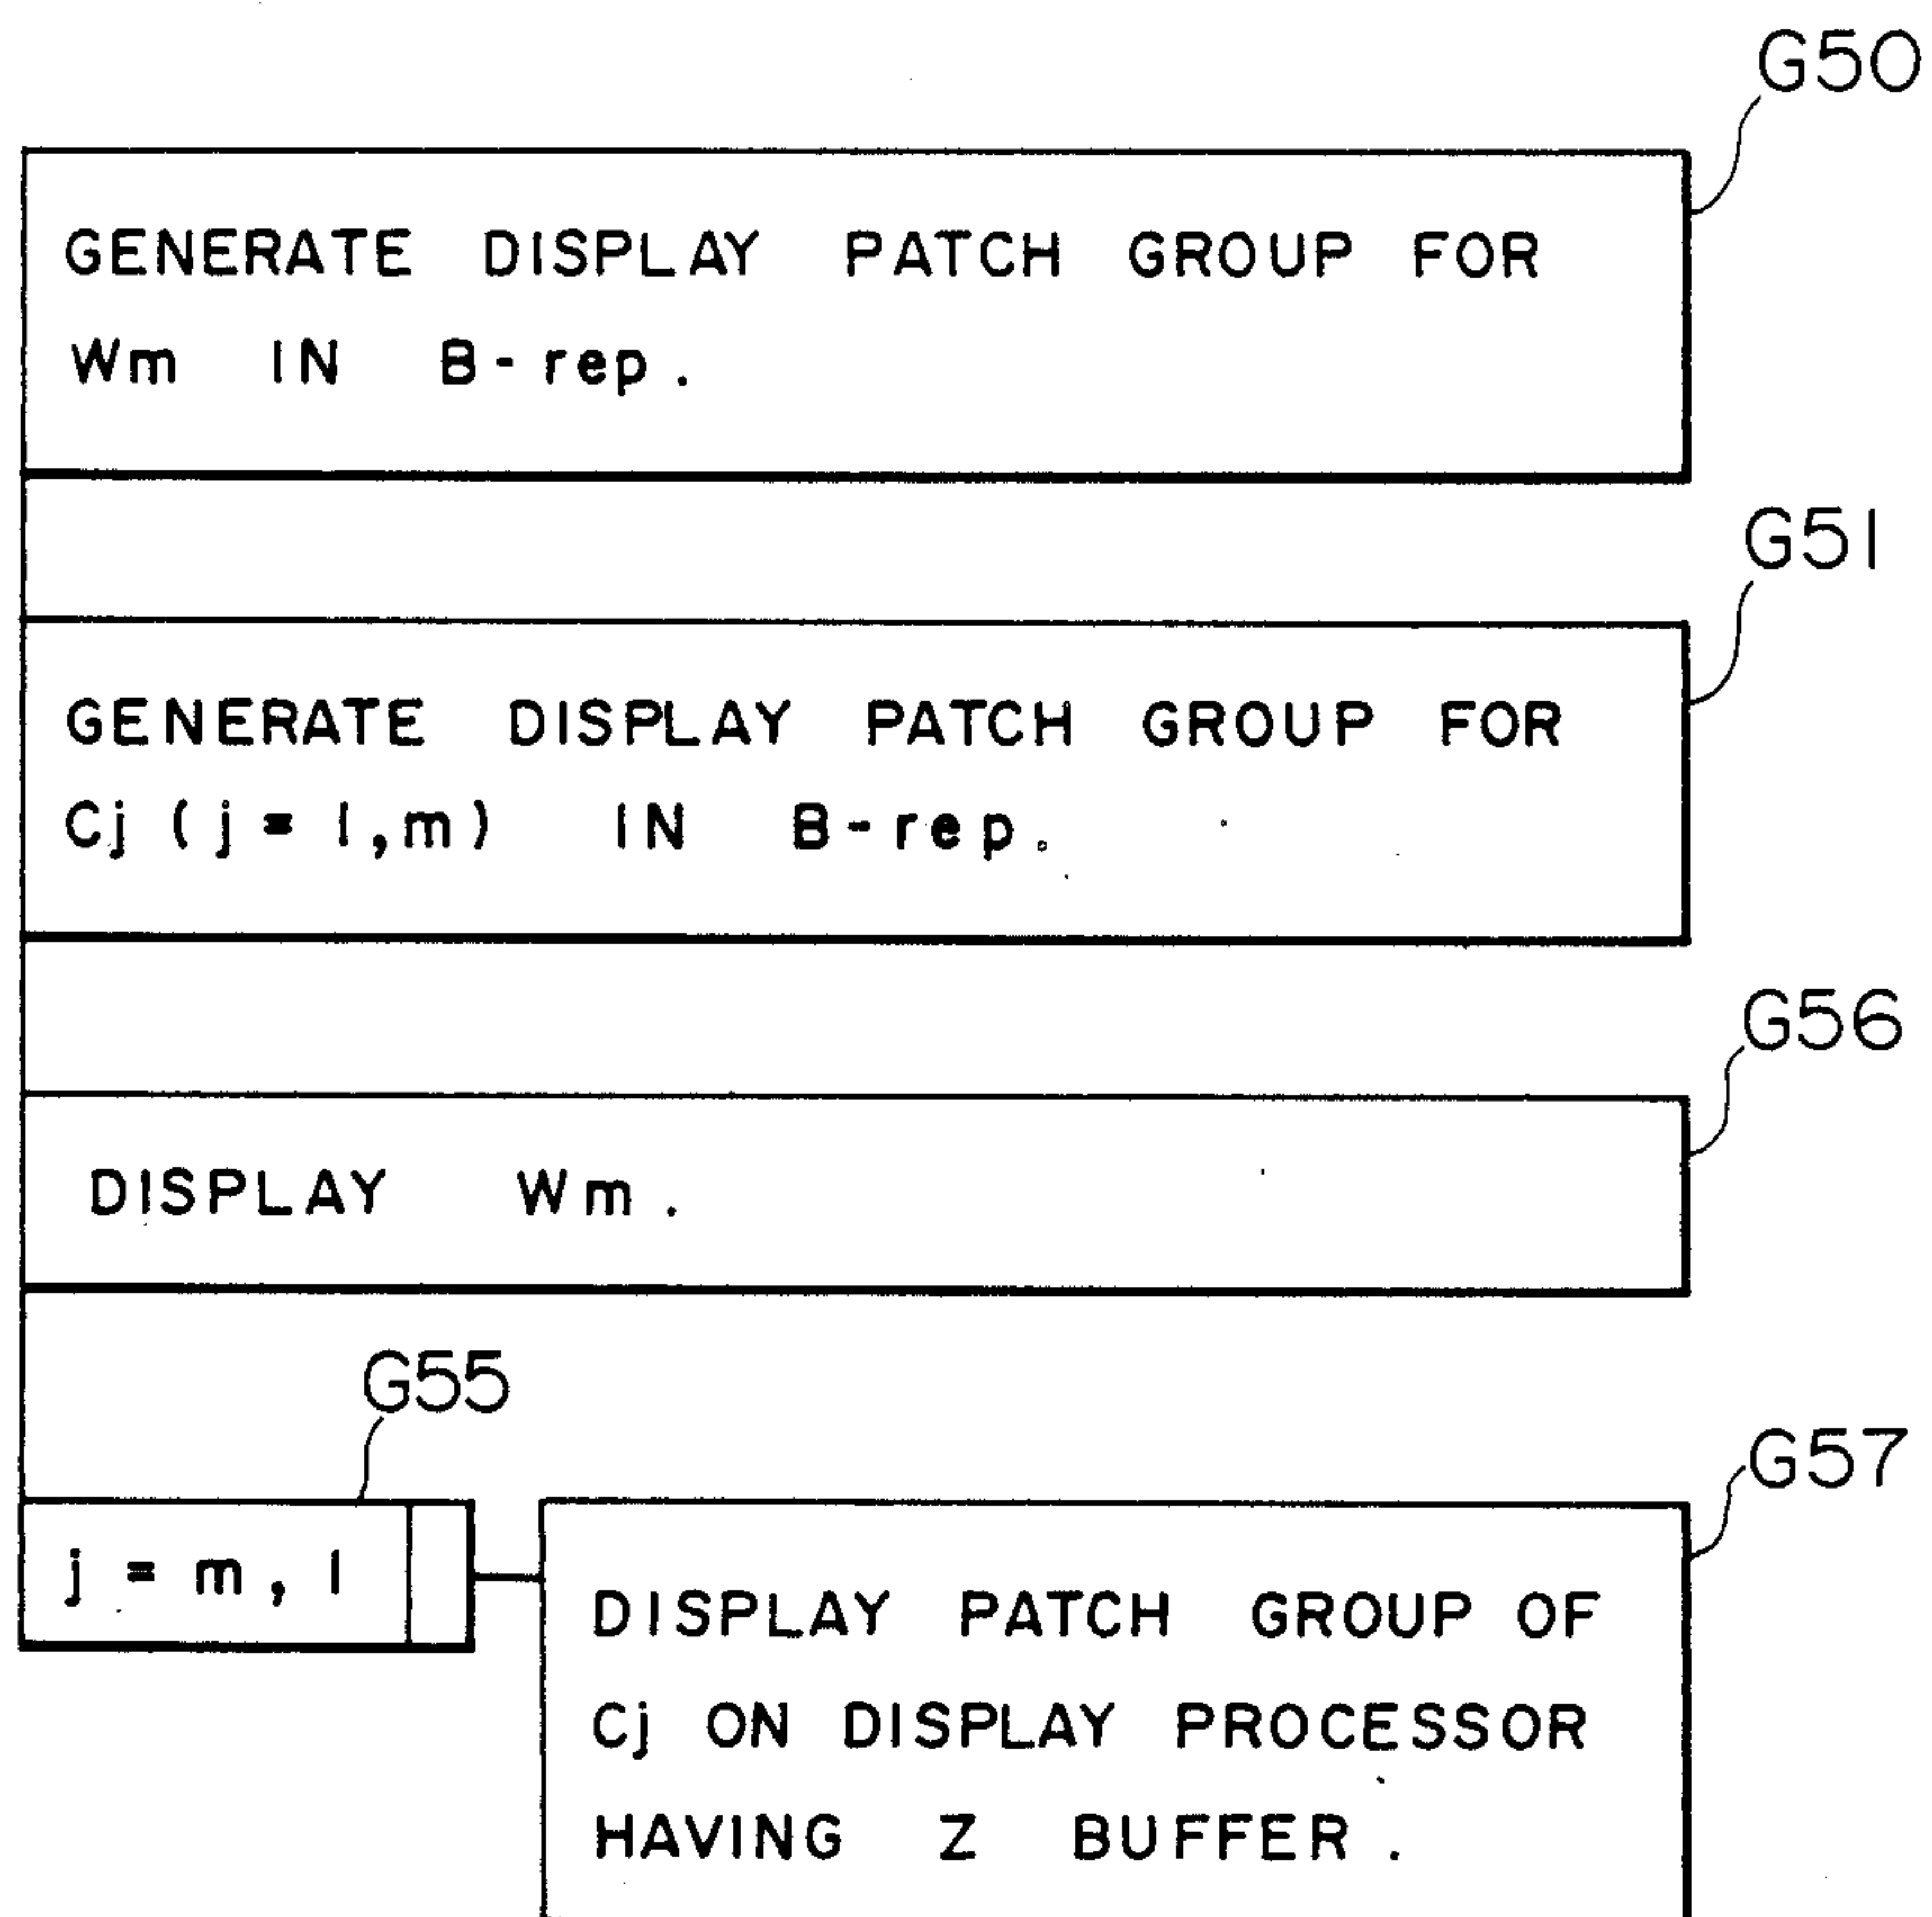 G50
GENERATE DISPLAY PATCH GROUP FOR
Wm IN B-rep.
G51
GENERATE DISPLAY PATCH GROUP FOR
Cj (j = 1,m) IN B-rep.
G56
DISPLAY Wm.
G55
j = m, 1
G57
DISPLAY PATCH GROUP OF
Cj ON DISPLAY PROCESSOR
HAVING Z BUFFER.